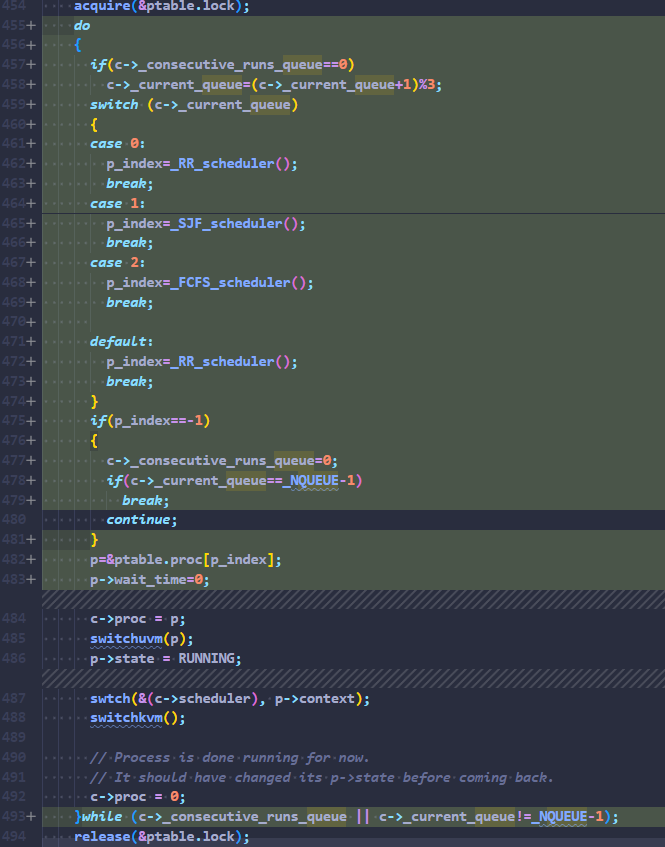 454 acquire(&ptable.lock);
455+ do
456+ {
457+ if(c->_consecutive_runs_queue==0)
458+ c->_current_queue=(c->_current_queue+1)%3;
459+ switch (c->_current_queue)
460+ {
461+ case 0:
462+ p_index=_RR_scheduler();
463+ break;
464+ case 1:
465+ p_index=_SJF_scheduler();
466+ break;
467+ case 2:
468+ p_index=_FCFS_scheduler();
469+ break;
470+
471+ default:
472+ p_index=_RR_scheduler();
473+ break;
474+ }
475+ if(p_index==-1)
476+ {
477+ c->_consecutive_runs_queue=0;
478+ if(c->_current_queue==_NQUEUE-1)
479+ break;
480 continue;
481+ }
482+ p=&ptable.proc[p_index];
483+ p->wait_time=0;
484 c->proc = p;
485 switchuvm(p);
486 p->state = RUNNING;
487 swtch(&(c->scheduler), p->context);
488 switchkvm();
489
490 // Process is done running for now.
491 // It should have changed its p->state before coming back.
492 c->proc = 0;
493+ }while (c->_consecutive_runs_queue || c->_current_queue!=_NQUEUE-1);
494 release(&ptable.lock);